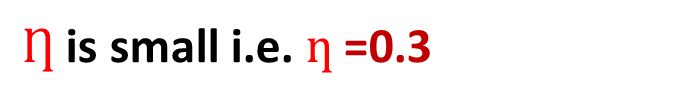 η is small i.e. η =0.3